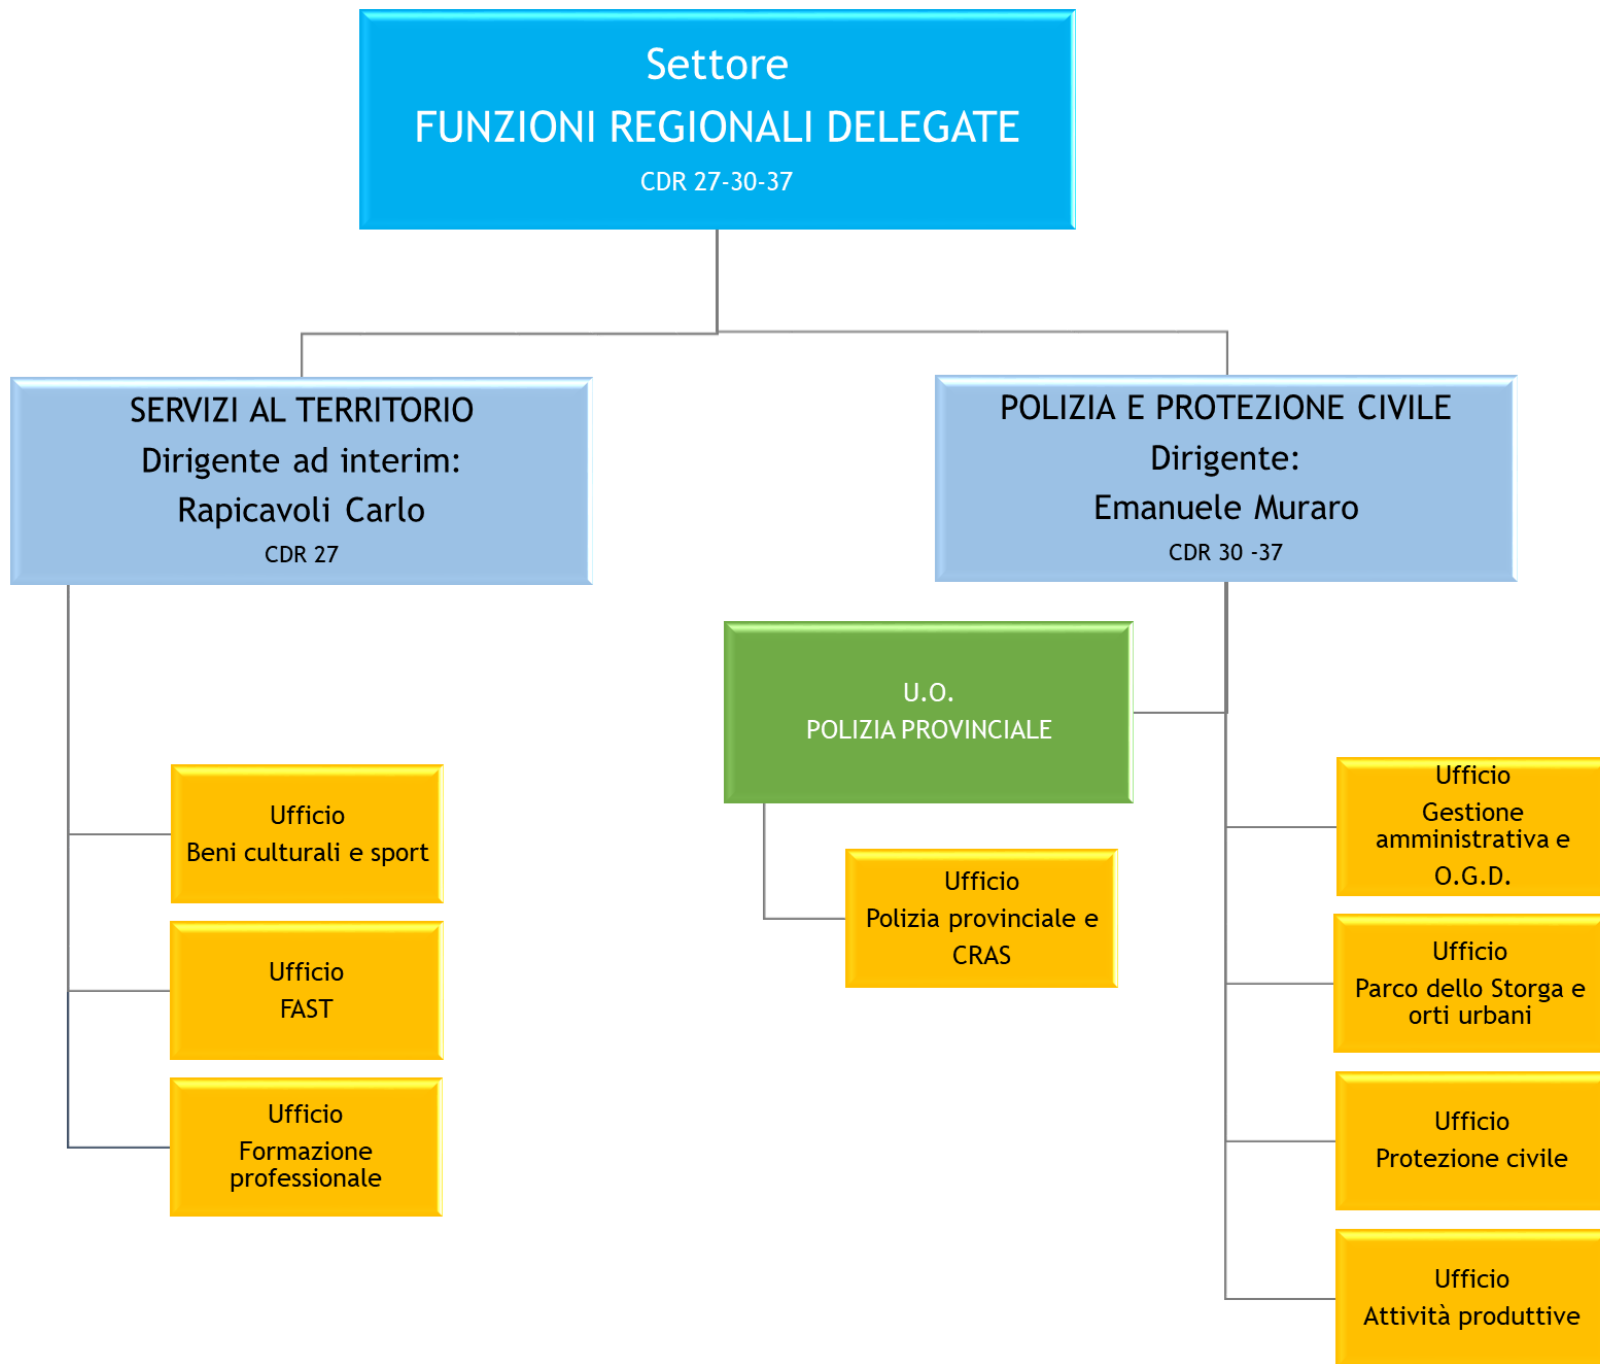 Settore
FUNZIONI REGIONALI DELEGATE
CDR 27-30-37
SERVIZI AL TERRITORIO
Dirigente ad interim:
Rapicavoli Carlo
CDR 27
POLIZIA E PROTEZIONE CIVILE
Dirigente:
Emanuele Muraro
CDR 30 -37
U.O.
POLIZIA PROVINCIALE
Ufficio
Beni culturali e sport
Ufficio
FAST
Ufficio
Formazione
professionale
Ufficio
Polizia provinciale e
CRAS
Ufficio
Gestione
amministrativa e
O.G.D.
Ufficio
Parco dello Storga e
orti urbani
Ufficio
Protezione civile
Ufficio
Attività produttive